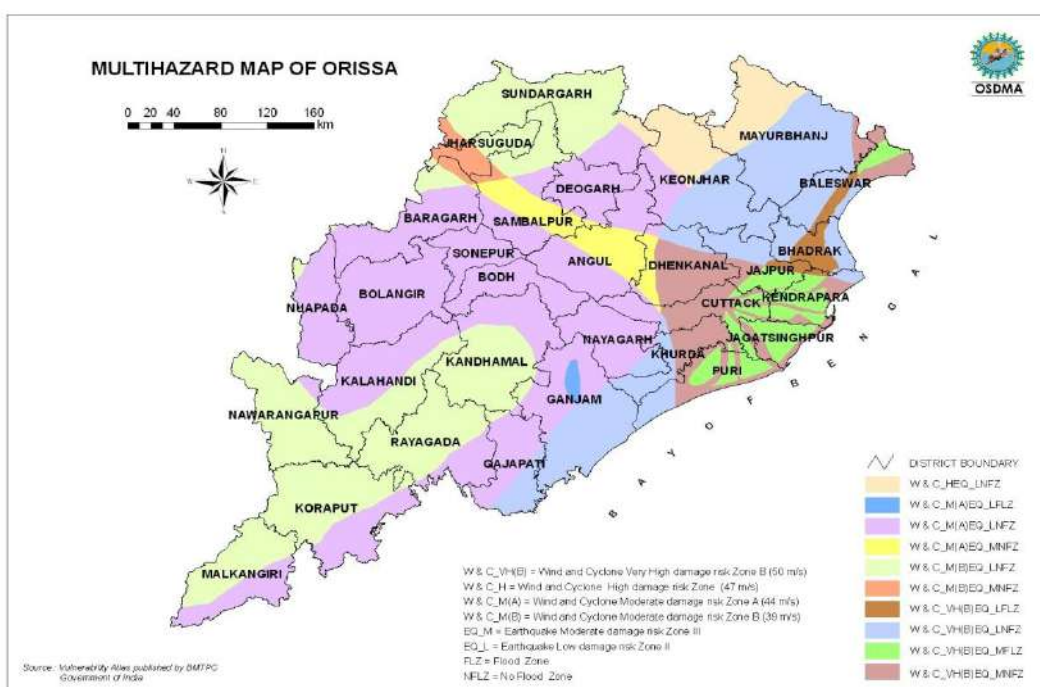 MULTIHAZARD MAP OF ORISSA
OSDMA
0 20 40 80 120 160
km
N
W E
S
SUNDARGARH
JHARSUGUDA
MAYURBHANJ
KEONJHAR
DEOGARH
BALESWAR
BARAGARH
SAMBALPUR
SONEPUR
ANGUL
DHENKANAL
BHADRAK
JAJPUR
BODH
BOLANGIR
NUAPADA
CUTTACK
KENDRAPARA
JAGATSINGHPUR
NAYAGARH
KHURDA
PURI
KANDHAMAL
KALAHANDI
GANJAM
NAWARANGAPUR
RAYAGADA
GAJAPATI
KORAPUT
MALKANGIRI
BAY OF BENGAL
DISTRICT BOUNDARY
W & C_HEQ_LNFZ
W & C_M(A)EQ_LFLZ
W & C_M(A)EQ_LNFZ
W & C_M(A)EQ_MNFZ
W & C_M(B)EQ_LNFZ
W & C_M(B)EQ_MNFZ
W & C_VH(B)EQ_LFLZ
W & C_VH(B)EQ_LNFZ
W & C_VH(B)EQ_MFLZ
W & C_VH(B)EQ_MNFZ
W & C_VH(B) = Wind and Cyclone Very High damage risk Zone B (50 m/s)
W & C_H = Wind and Cyclone High damage risk Zone (47 m/s)
W & C_M(A) = Wind and Cyclone Moderate damage risk Zone A (44 m/s)
W & C_M(B) = Wind and Cyclone Moderate damage risk Zone B (39 m/s)
EQ_M = Earthquake Moderate damage risk Zone III
EQ_L = Earthquake Low damage risk Zone II
FLZ = Flood Zone
NFLZ = No Flood Zone
Source : Vulnerability Atlas published by BMTPC
Government of India